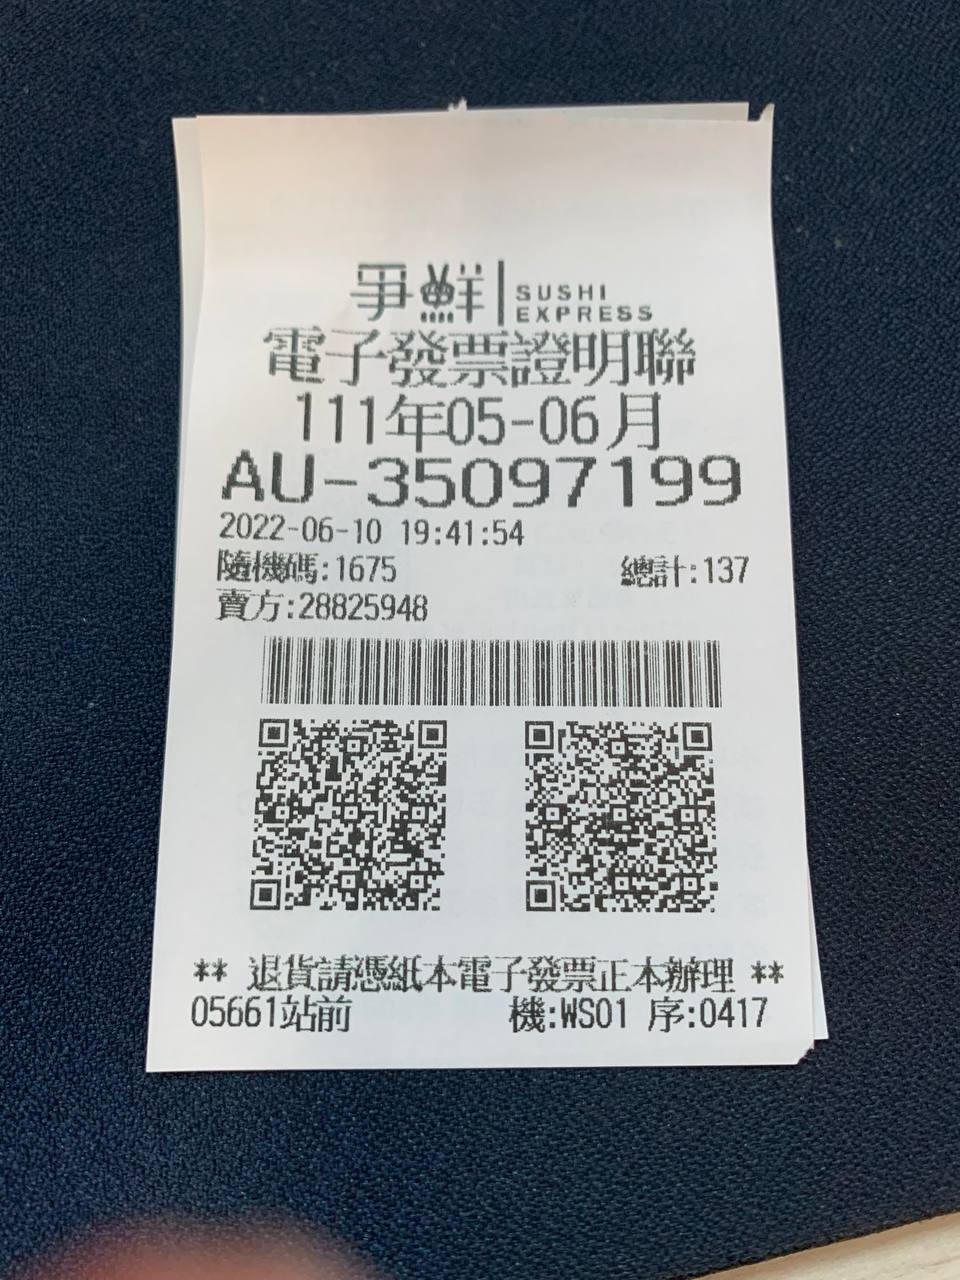 爭鮮 SUSHI EXPRESS
電子發票證明聯
111年05-06月
AU-35097199
2022-06-10 19:41:54
隨機碼:1675 總計:137
賣方:28825948
** 退貨請憑紙本電子發票正本辦理 **
05661站前 機:WS01 序:0417